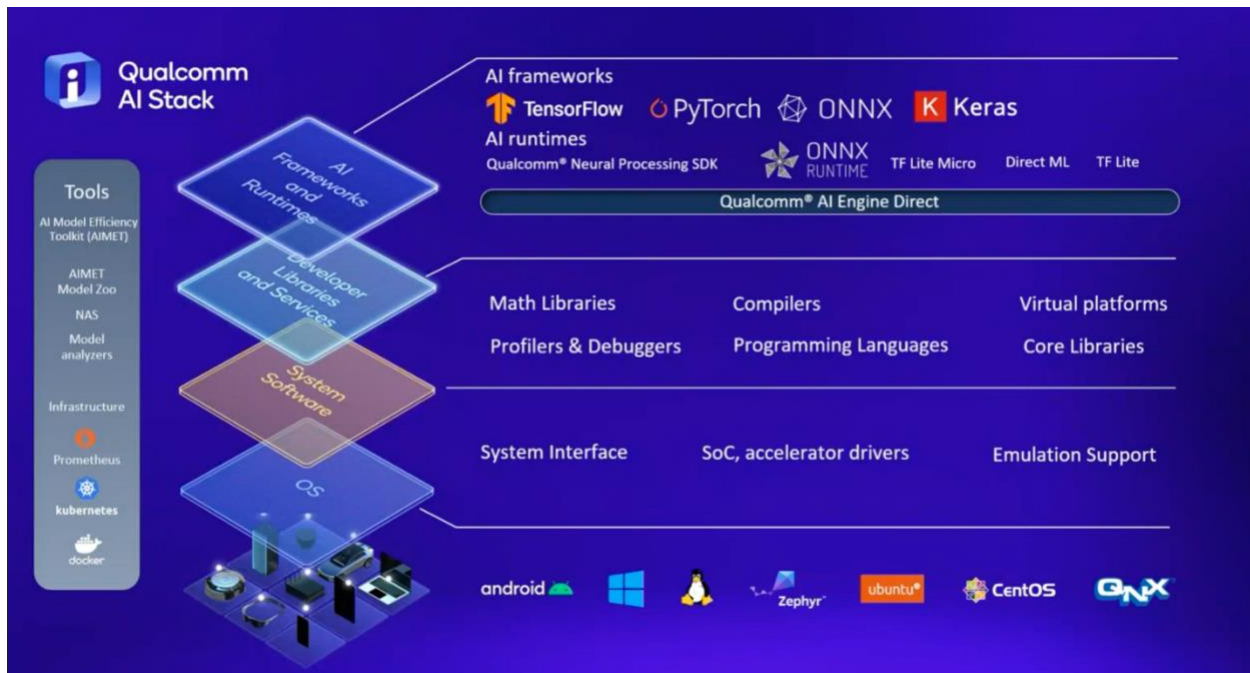 Qualcomm
AI Stack
Tools
AI Model Efficiency
Toolkit (AIMET)
AIMET
Model Zoo
NAS
Model
analyzers
Infrastructure
Prometheus
kubernetes
docker
AI
Frameworks
and
Runtimes
Developer
Libraries
and Services
System
Software
OS
AI frameworks
TensorFlow PyTorch ONNX K Keras
AI runtimes
Qualcomm® Neural Processing SDK ONNX RUNTIME TF Lite Micro Direct ML TF Lite
Qualcomm® AI Engine Direct
Math Libraries Compilers Virtual platforms
Profilers & Debuggers Programming Languages Core Libraries
System Interface SoC, accelerator drivers Emulation Support
android Zephyr™ ubuntu® CentOS QNX